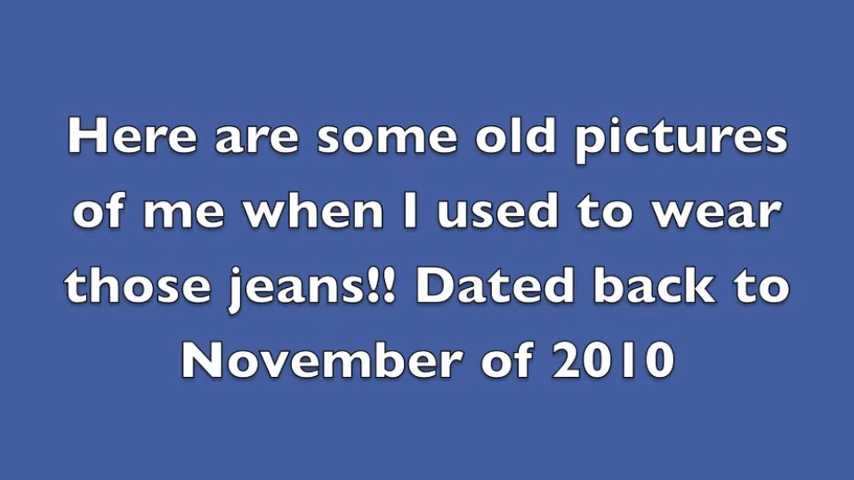 Here are some old pictures
of me when I used to wear
those jeans!! Dated back to
November of 2010